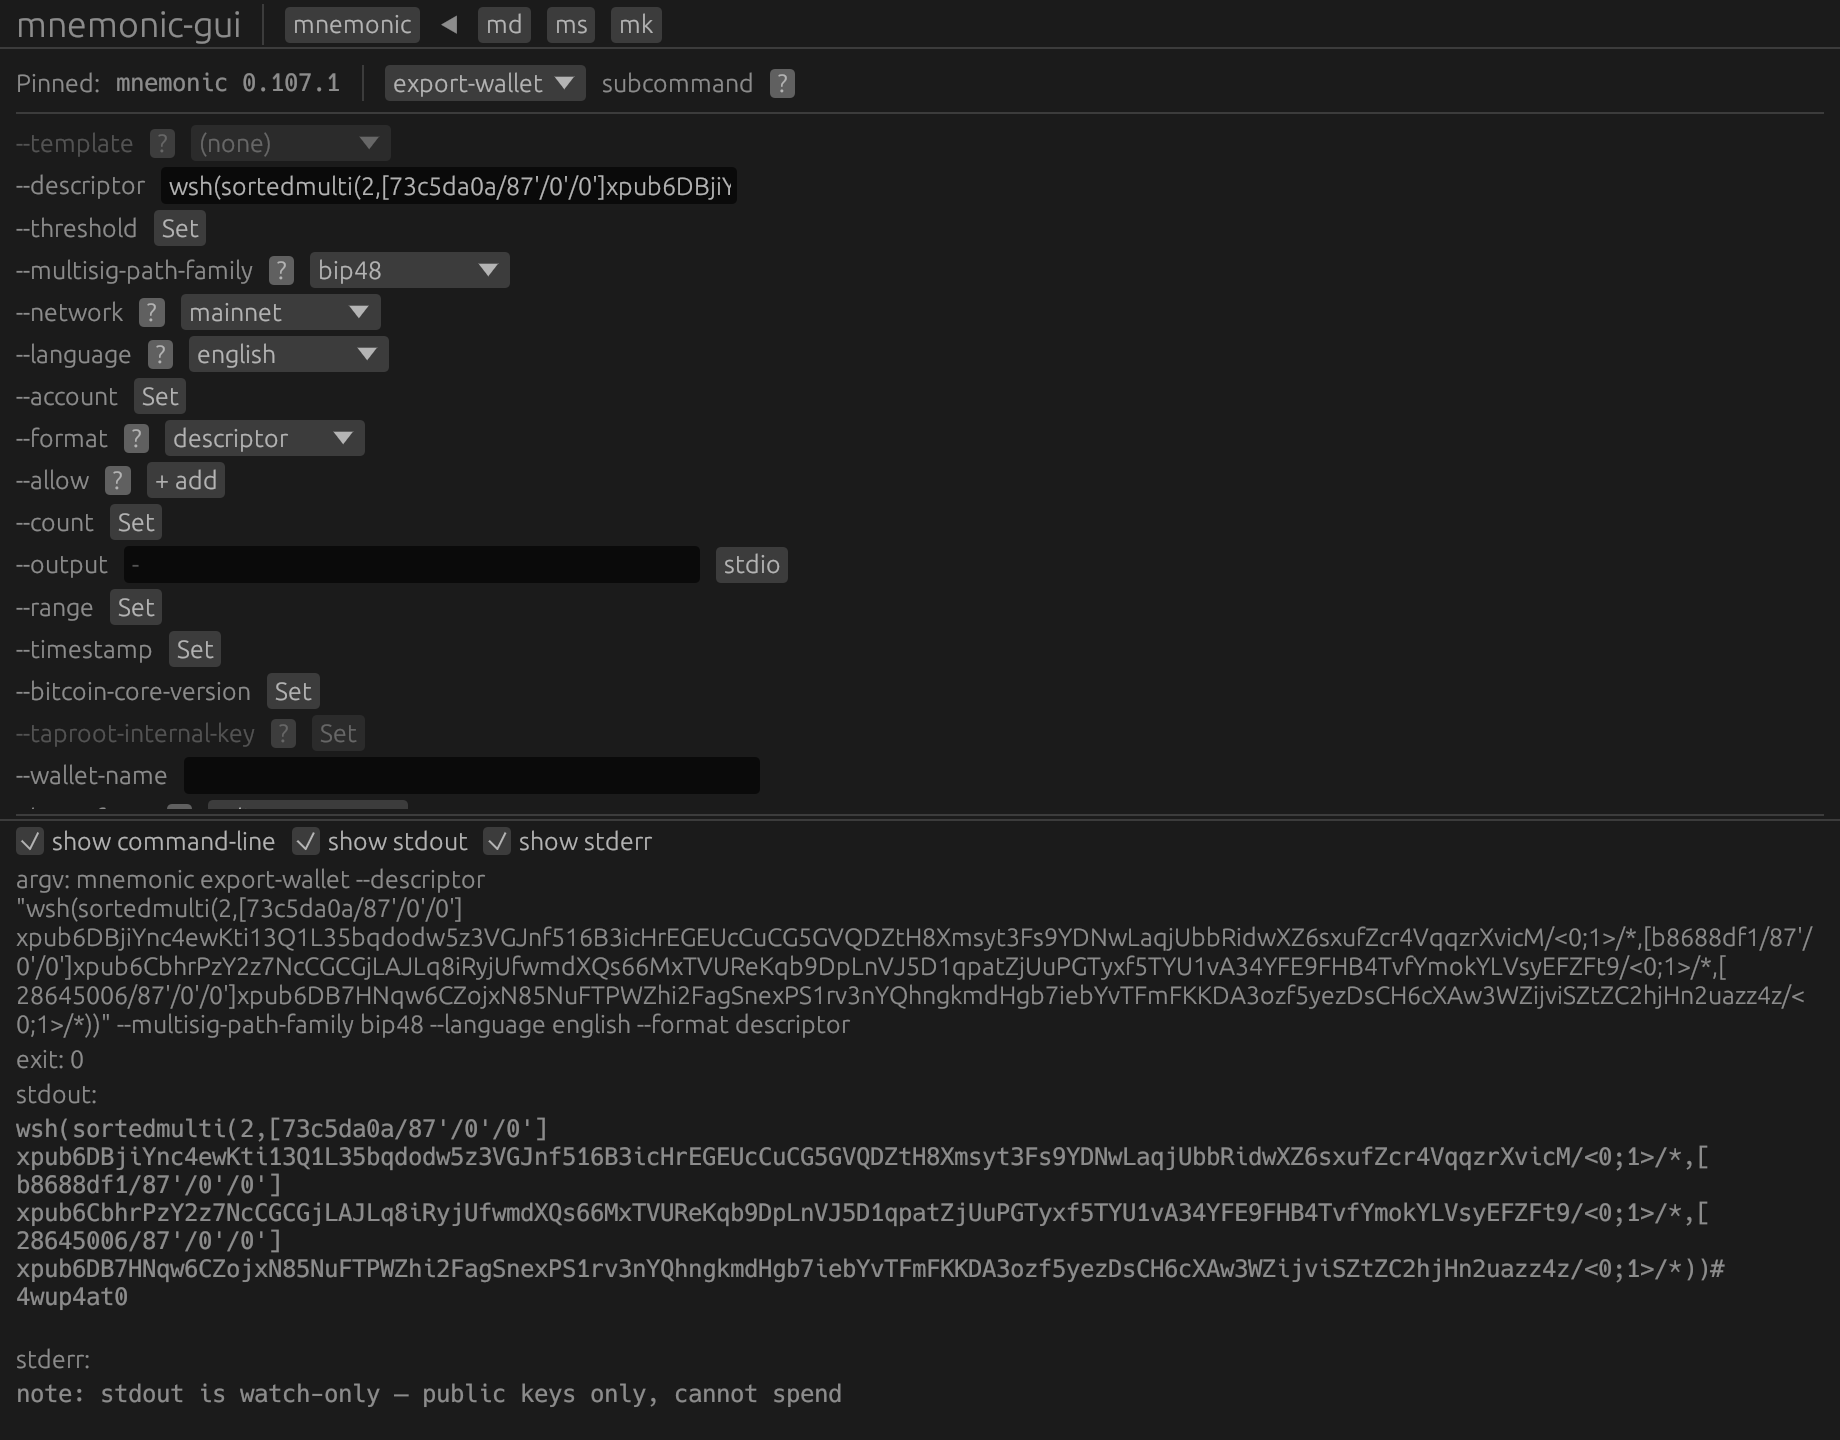 mnemonic-gui mnemonic ◀ md ms mk
Pinned: mnemonic 0.107.1 export-wallet ▼ subcommand ?
--template ? (none) ▼
--descriptor wsh(sortedmulti(2,[73c5da0a/87'/0'/0']xpub6DBjiY
--threshold Set
--multisig-path-family ? bip48 ▼
--network ? mainnet ▼
--language ? english ▼
--account Set
--format ? descriptor ▼
--allow ? + add
--count Set
--output - stdio
--range Set
--timestamp Set
--bitcoin-core-version Set
--taproot-internal-key ? Set
--wallet-name
show command-line show stdout show stderr
argv: mnemonic export-wallet --descriptor
"wsh(sortedmulti(2,[73c5da0a/87'/0'/0']
xpub6DBjiYnc4ewKti13Q1L35bqdodw5z3VGJnf516B3icHrEGEUcCuCG5GVQDZtH8Xmsyt3Fs9YDNwLaqjUbbRidwXZ6sxufZcr4VqqzrXvicM/<0;1>/*,[b8688df1/87'/
0'/0']xpub6CbhrPzY2z7NcCGCGjLAJLq8iRyjUfwmdXQs66MxTVUReKqb9DpLnVJ5D1qpatZjUuPGTyxf5TYU1vA34YFE9FHB4TvfYmokYLVsyEFZFt9/<0;1>/*,[
28645006/87'/0'/0']xpub6DB7HNqw6CZojxN85NuFTPWZhi2FagSnexPS1rv3nYQhngkmdHgb7iebYvTFmFKKDA3ozf5yezDsCH6cXAw3WZijviSZtZC2hjHn2uazz4z/<
0;1>/*))" --multisig-path-family bip48 --language english --format descriptor
exit: 0
stdout:
wsh(sortedmulti(2,[73c5da0a/87'/0'/0']
xpub6DBjiYnc4ewKti13Q1L35bqdodw5z3VGJnf516B3icHrEGEUcCuCG5GVQDZtH8Xmsyt3Fs9YDNwLaqjUbbRidwXZ6sxufZcr4VqqzrXvicM/<0;1>/*,[
b8688df1/87'/0'/0']
xpub6CbhrPzY2z7NcCGCGjLAJLq8iRyjUfwmdXQs66MxTVUReKqb9DpLnVJ5D1qpatZjUuPGTyxf5TYU1vA34YFE9FHB4TvfYmokYLVsyEFZFt9/<0;1>/*,[
28645006/87'/0'/0']
xpub6DB7HNqw6CZojxN85NuFTPWZhi2FagSnexPS1rv3nYQhngkmdHgb7iebYvTFmFKKDA3ozf5yezDsCH6cXAw3WZijviSZtZC2hjHn2uazz4z/<0;1>/*))#
4wup4at0
stderr:
note: stdout is watch-only — public keys only, cannot spend